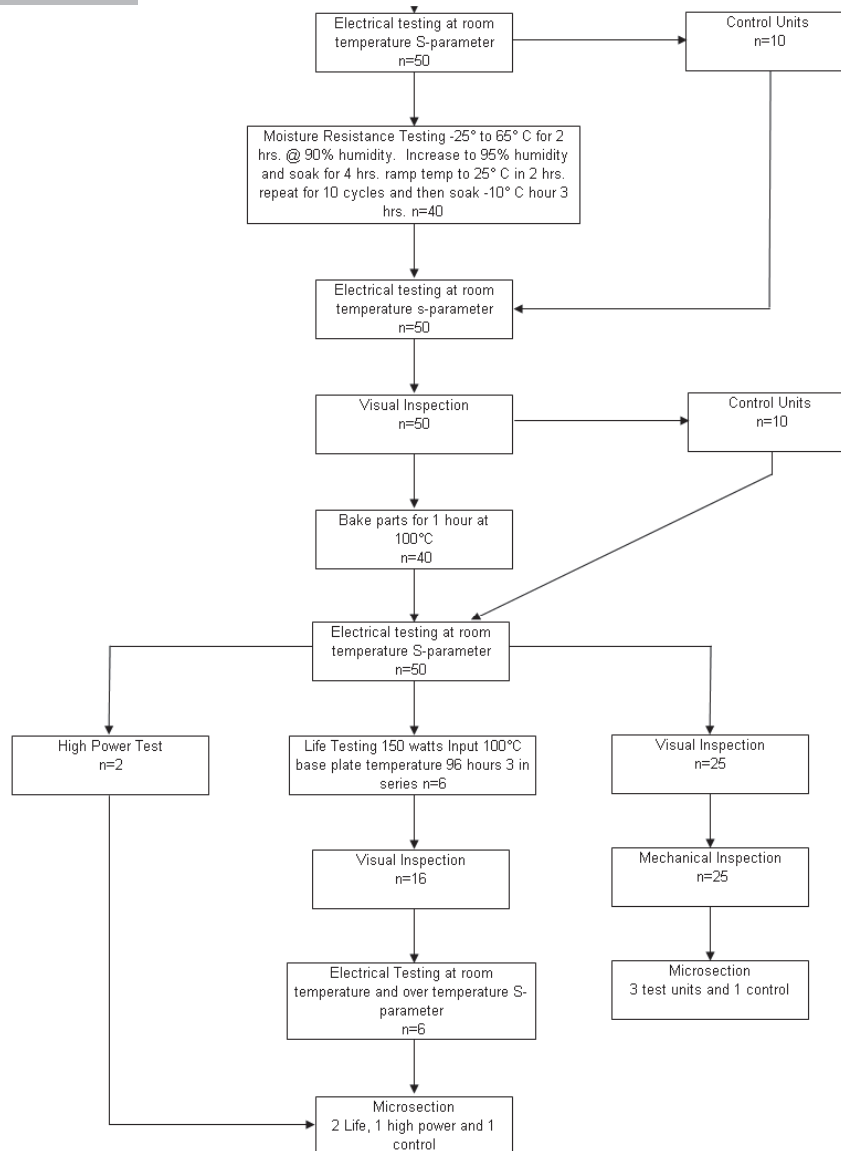 Electrical testing at room
temperature S-parameter
n=50
Control Units
n=10
Moisture Resistance Testing -25° to 65° C for 2
hrs. @ 90% humidity. Increase to 95% humidity
and soak for 4 hrs. ramp temp to 25° C in 2 hrs.
repeat for 10 cycles and then soak -10° C hour 3
hrs. n=40
Electrical testing at room
temperature s-parameter
n=50
Visual Inspection
n=50
Control Units
n=10
Bake parts for 1 hour at
100°C
n=40
Electrical testing at room
temperature S-parameter
n=50
High Power Test
n=2
Life Testing 150 watts Input 100°C
base plate temperature 96 hours 3 in
series n=6
Visual Inspection
n=25
Visual Inspection
n=16
Mechanical Inspection
n=25
Electrical Testing at room
temperature and over temperature S-
parameter
n=6
Microsection
3 test units and 1 control
Microsection
2 Life, 1 high power and 1
control